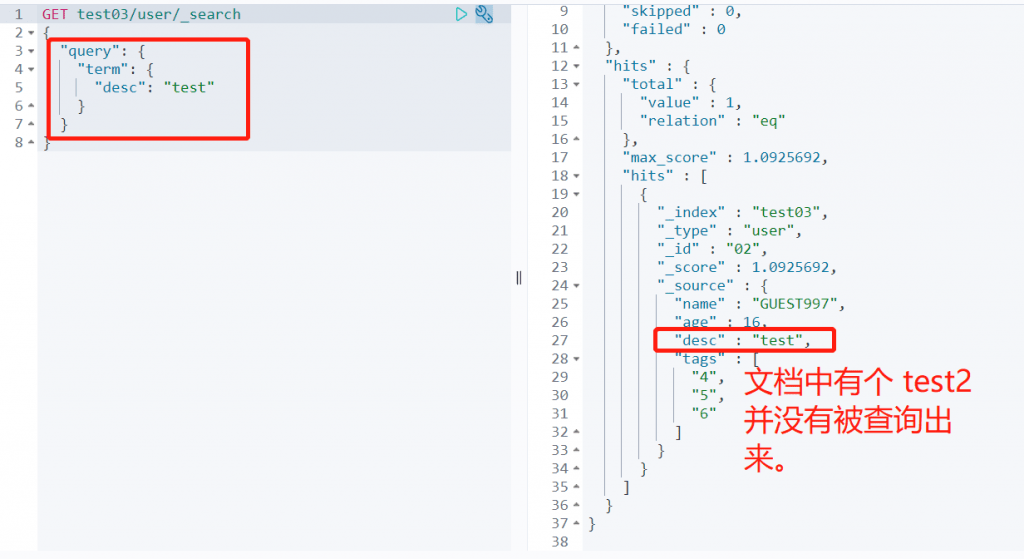 1 GET test03/user/_search
2 {
3 "query": {
4 "term": {
5 "desc": "test"
6 }
7 }
8 }
9 "skipped" : 0,
10 "failed" : 0
11 },
12 "hits" : {
13 "total" : {
14 "value" : 1,
15 "relation" : "eq"
16 },
17 "max_score" : 1.0925692,
18 "hits" : [
19 {
20 "_index" : "test03",
21 "_type" : "user",
22 "_id" : "02",
23 "_score" : 1.0925692,
24 "_source" : {
25 "name" : "GUEST997",
26 "age" : 16,
27 "desc" : "test",
28 "tags" : [
29 "4",
30 "5",
31 "6"
32 ]
33 }
34 }
35 ]
36 }
37 }
38
文档中有个 test2
并没有被查询出
来。